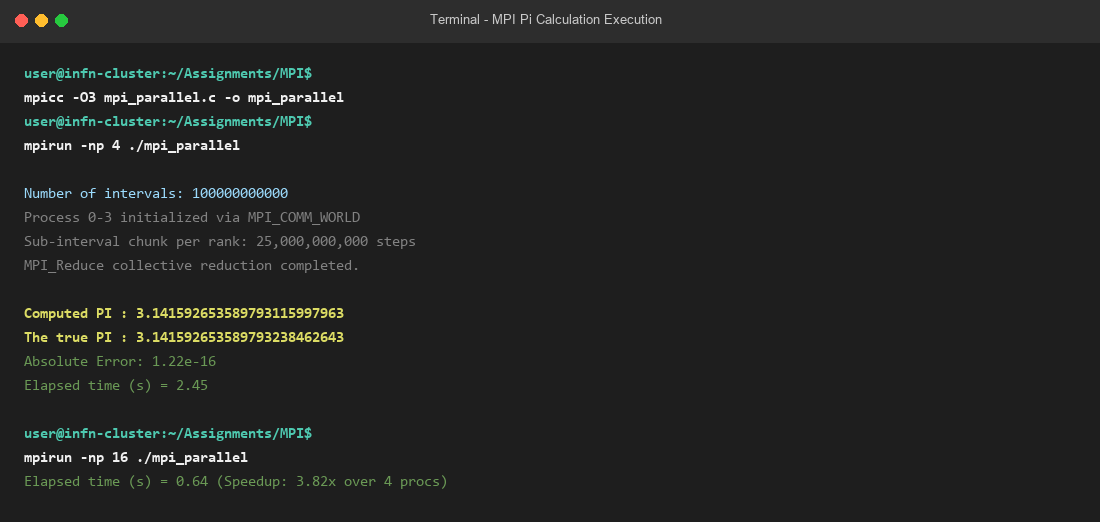 Terminal - MPI Pi Calculation Execution
user@infn-cluster:~/Assignments/MPI$
mpicc -O3 mpi_parallel.c -o mpi_parallel
user@infn-cluster:~/Assignments/MPI$
mpirun -np 4 ./mpi_parallel
Number of intervals: 100000000000
Process 0-3 initialized via MPI_COMM_WORLD
Sub-interval chunk per rank: 25,000,000,000 steps
MPI_Reduce collective reduction completed.
Computed PI : 3.141592653589793115997963
The true PI : 3.141592653589793238462643
Absolute Error: 1.22e-16
Elapsed time (s) = 2.45
user@infn-cluster:~/Assignments/MPI$
mpirun -np 16 ./mpi_parallel
Elapsed time (s) = 0.64 (Speedup: 3.82x over 4 procs)